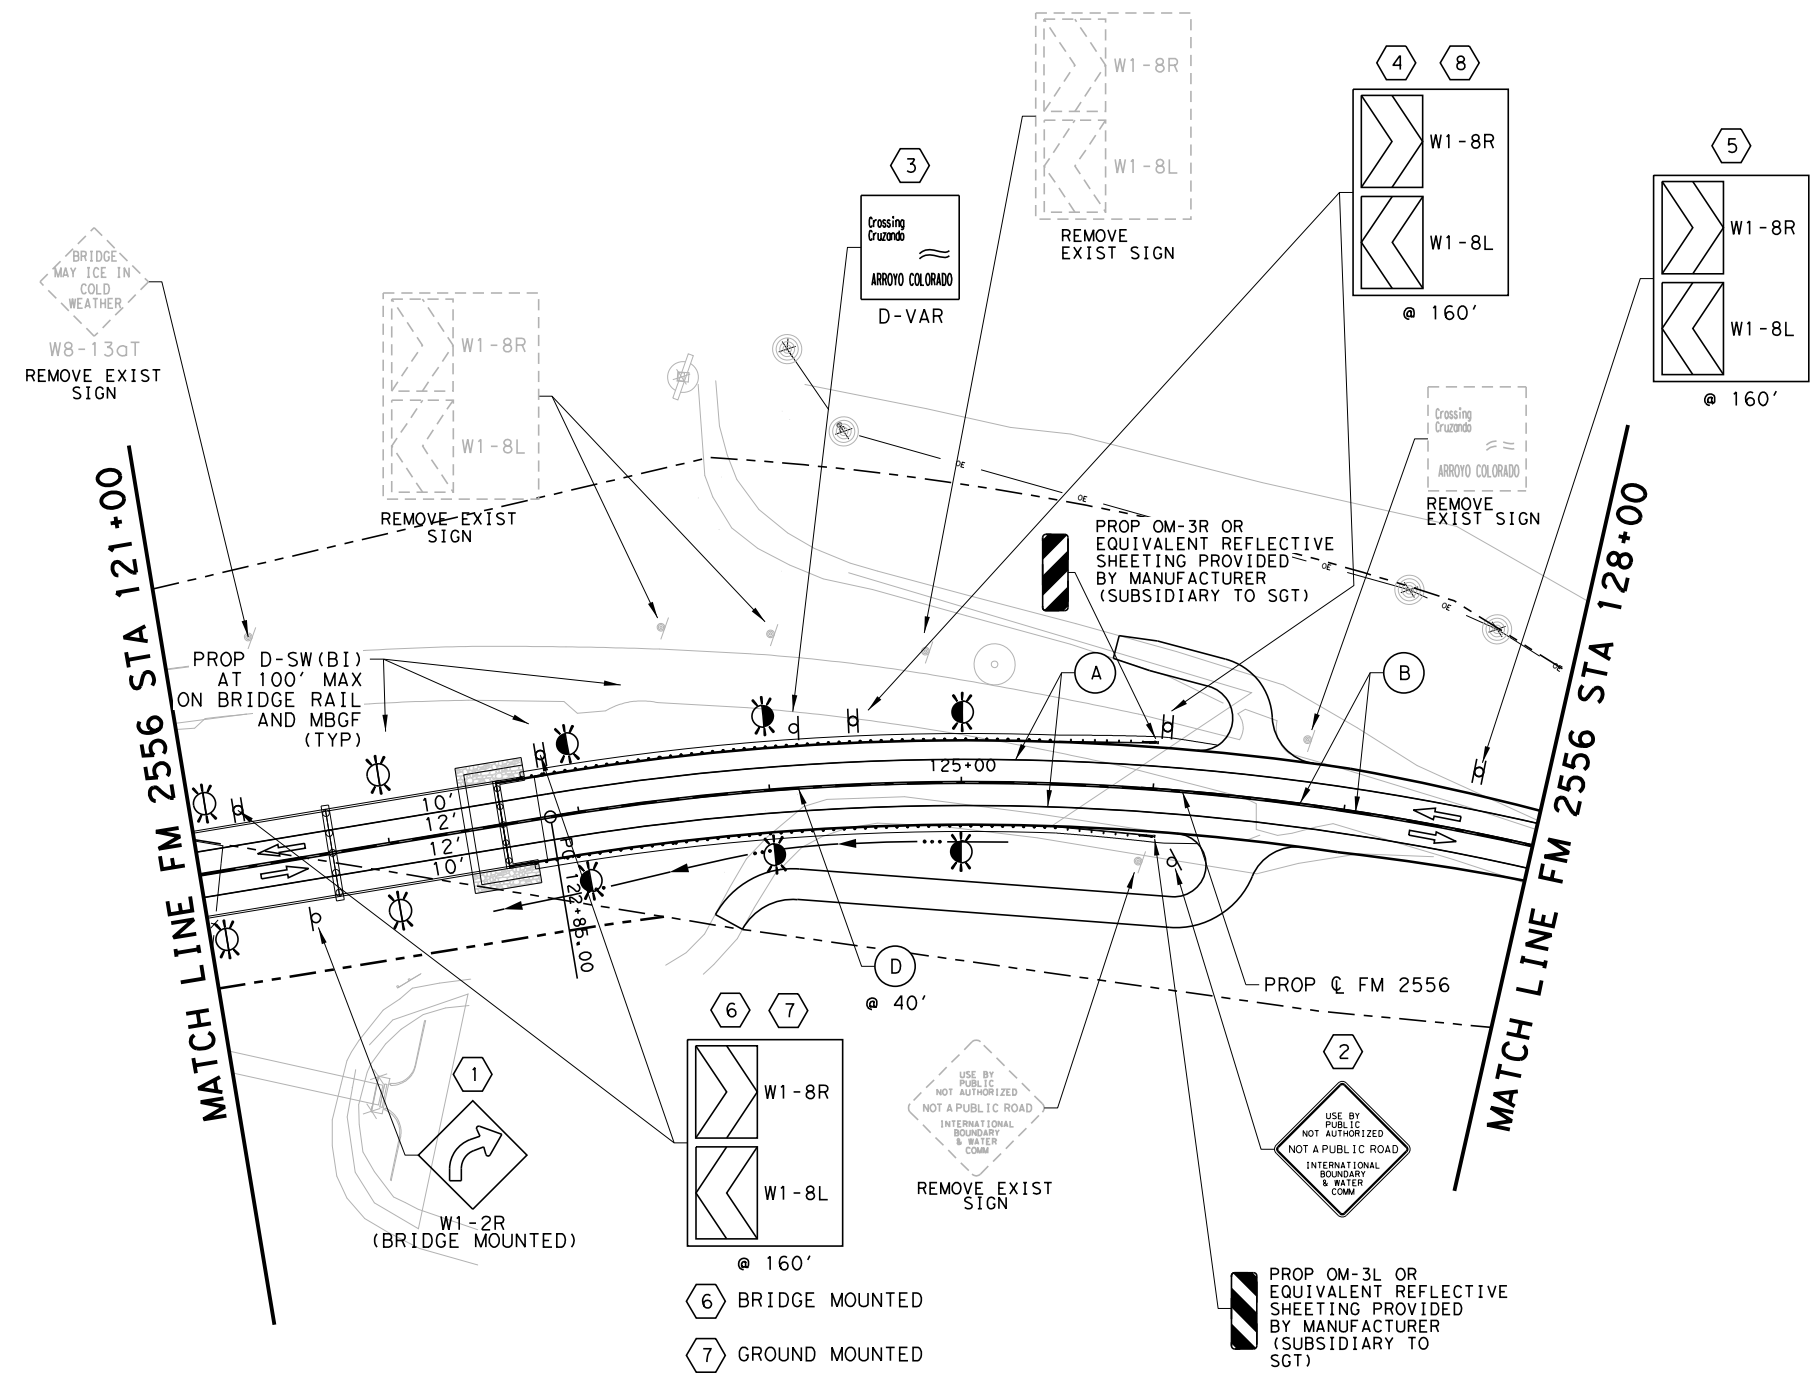 W1-8R
W1-8L
REMOVE
EXIST SIGN
4
8
W1-8R
W1-8L
@ 160'
5
W1-8R
W1-8L
@ 160'
3
Crossing
Cruzando
ARROYO COLORADO
D-VAR
BRIDGE
MAY ICE IN
COLD
WEATHER
W8-13aT
REMOVE EXIST
SIGN
W1-8R
W1-8L
REMOVE EXIST
SIGN
Crossing
Cruzando
ARROYO COLORADO
REMOVE
EXIST SIGN
OE
OE
OE
OE
OE
PROP OM-3R OR
EQUIVALENT REFLECTIVE
SHEETING PROVIDED
BY MANUFACTURER
(SUBSIDIARY TO SGT)
MATCH LINE FM 2556 STA 121+00
MATCH LINE FM 2556 STA 128+00
PROP D-SW(BI)
AT 100' MAX
ON BRIDGE RAIL
AND MBGF
(TYP)
A
B
125+00
10'
12'
12'
10'
PC 122+85.00
D
@ 40'
PROP ℄ FM 2556
1
W1-2R
(BRIDGE MOUNTED)
6
7
W1-8R
W1-8L
@ 160'
6 BRIDGE MOUNTED
7 GROUND MOUNTED
USE BY
PUBLIC
NOT AUTHORIZED
NOT A PUBLIC ROAD
INTERNATIONAL
BOUNDARY
& WATER
COMM
REMOVE EXIST
SIGN
2
USE BY
PUBLIC
NOT AUTHORIZED
NOT A PUBLIC ROAD
INTERNATIONAL
BOUNDARY
& WATER
COMM
PROP OM-3L OR
EQUIVALENT REFLECTIVE
SHEETING PROVIDED
BY MANUFACTURER
(SUBSIDIARY TO
SGT)